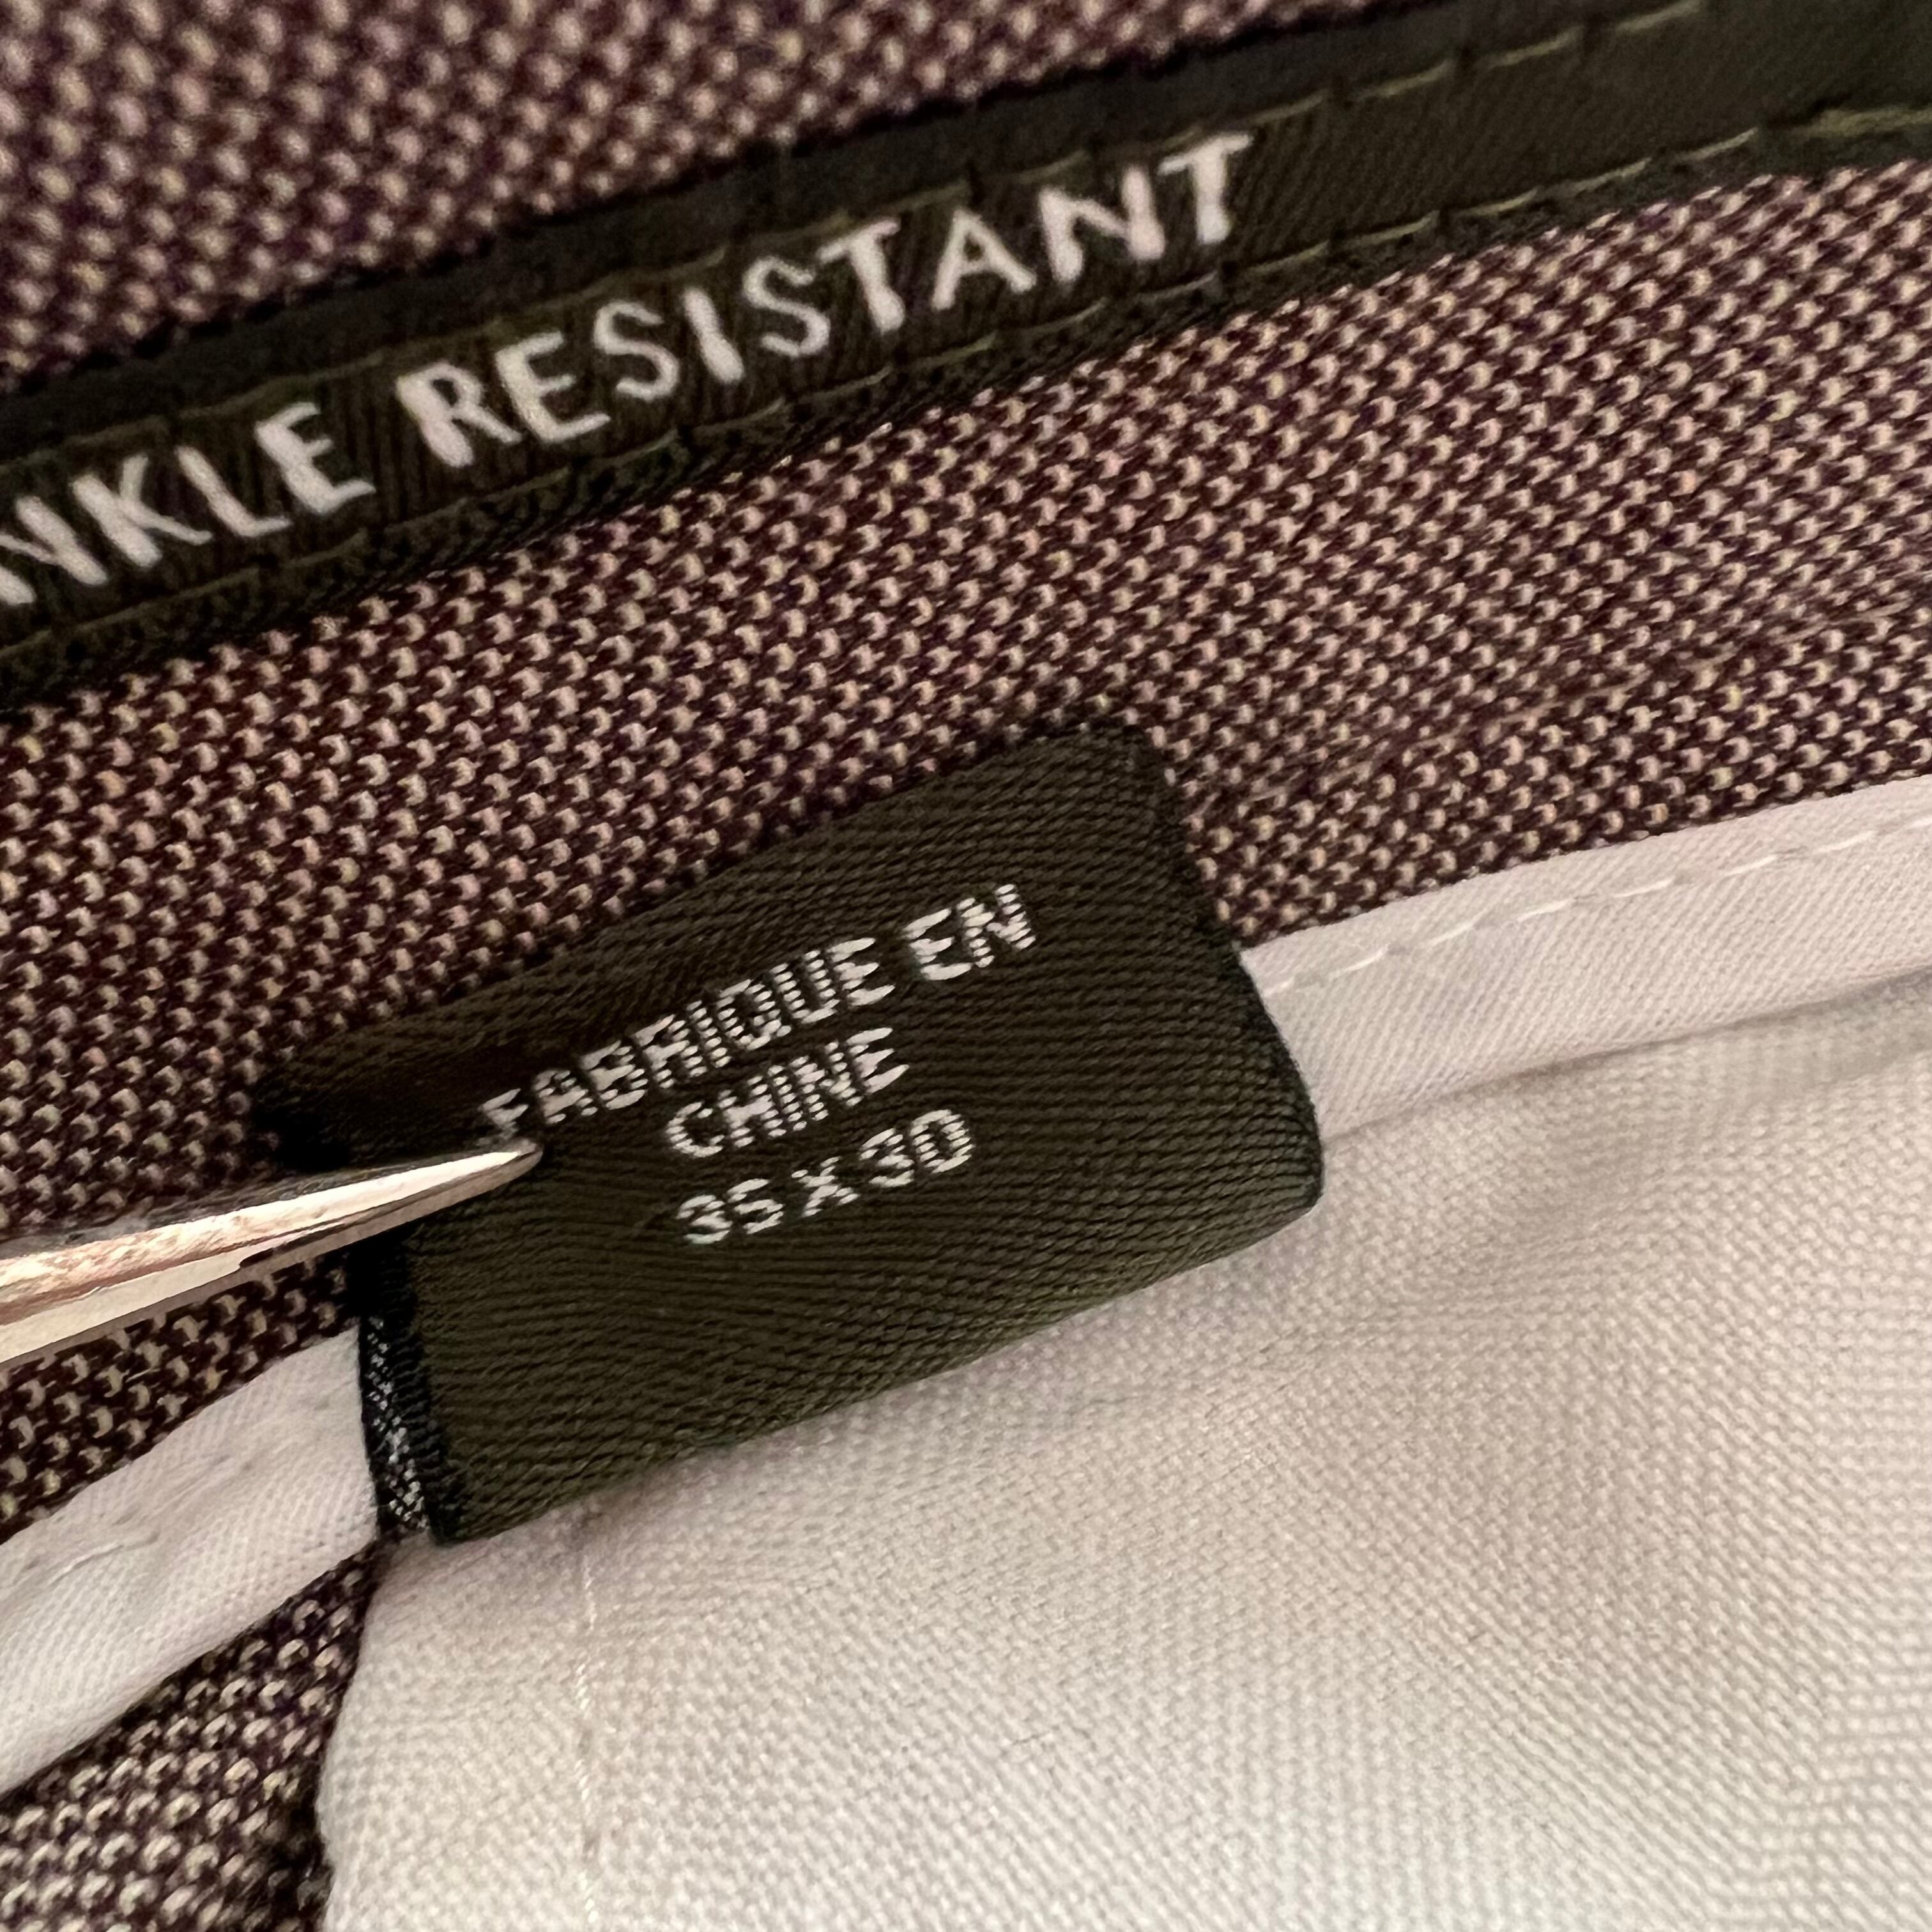 NKLE RESISTANT
FABRIQUE EN
CHINE
35 X 30